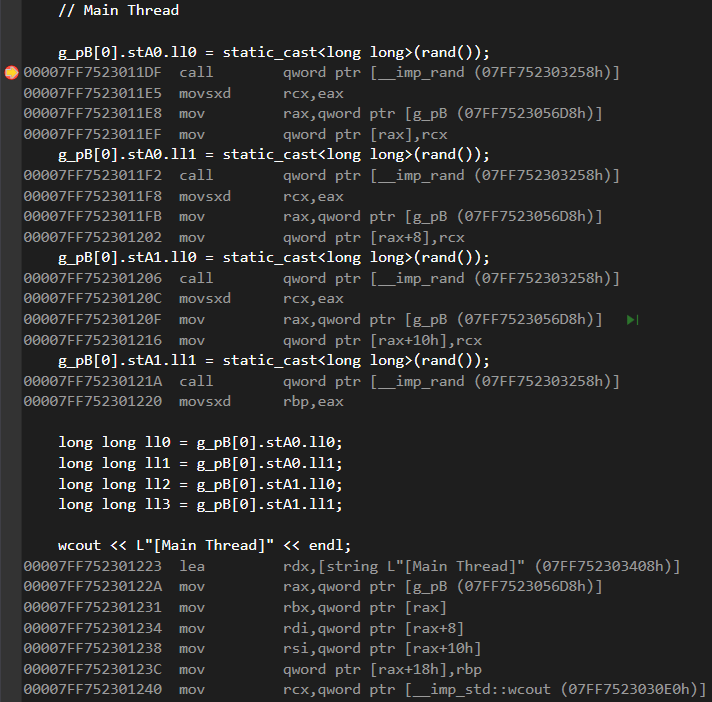 // Main Thread
g_pB[0].stA0.ll0 = static_cast<long long>(rand());
00007FF7523011DF  call        qword ptr [__imp_rand (07FF752303258h)]
00007FF7523011E5  movsxd      rcx,eax
00007FF7523011E8  mov         rax,qword ptr [g_pB (07FF7523056D8h)]
00007FF7523011EF  mov         qword ptr [rax],rcx
g_pB[0].stA0.ll1 = static_cast<long long>(rand());
00007FF7523011F2  call        qword ptr [__imp_rand (07FF752303258h)]
00007FF7523011F8  movsxd      rcx,eax
00007FF7523011FB  mov         rax,qword ptr [g_pB (07FF7523056D8h)]
00007FF752301202  mov         qword ptr [rax+8],rcx
g_pB[0].stA1.ll0 = static_cast<long long>(rand());
00007FF752301206  call        qword ptr [__imp_rand (07FF752303258h)]
00007FF75230120C  movsxd      rcx,eax
00007FF75230120F  mov         rax,qword ptr [g_pB (07FF7523056D8h)]
00007FF752301216  mov         qword ptr [rax+10h],rcx
g_pB[0].stA1.ll1 = static_cast<long long>(rand());
00007FF75230121A  call        qword ptr [__imp_rand (07FF752303258h)]
00007FF752301220  movsxd      rbp,eax
long long ll0 = g_pB[0].stA0.ll0;
long long ll1 = g_pB[0].stA0.ll1;
long long ll2 = g_pB[0].stA1.ll0;
long long ll3 = g_pB[0].stA1.ll1;
wcout << L"[Main Thread]" << endl;
00007FF752301223  lea         rdx,[string L"[Main Thread]" (07FF752303408h)]
00007FF75230122A  mov         rax,qword ptr [g_pB (07FF7523056D8h)]
00007FF752301231  mov         rbx,qword ptr [rax]
00007FF752301234  mov         rdi,qword ptr [rax+8]
00007FF752301238  mov         rsi,qword ptr [rax+10h]
00007FF75230123C  mov         qword ptr [rax+18h],rbp
00007FF752301240  mov         rcx,qword ptr [__imp_std::wcout (07FF7523030E0h)]